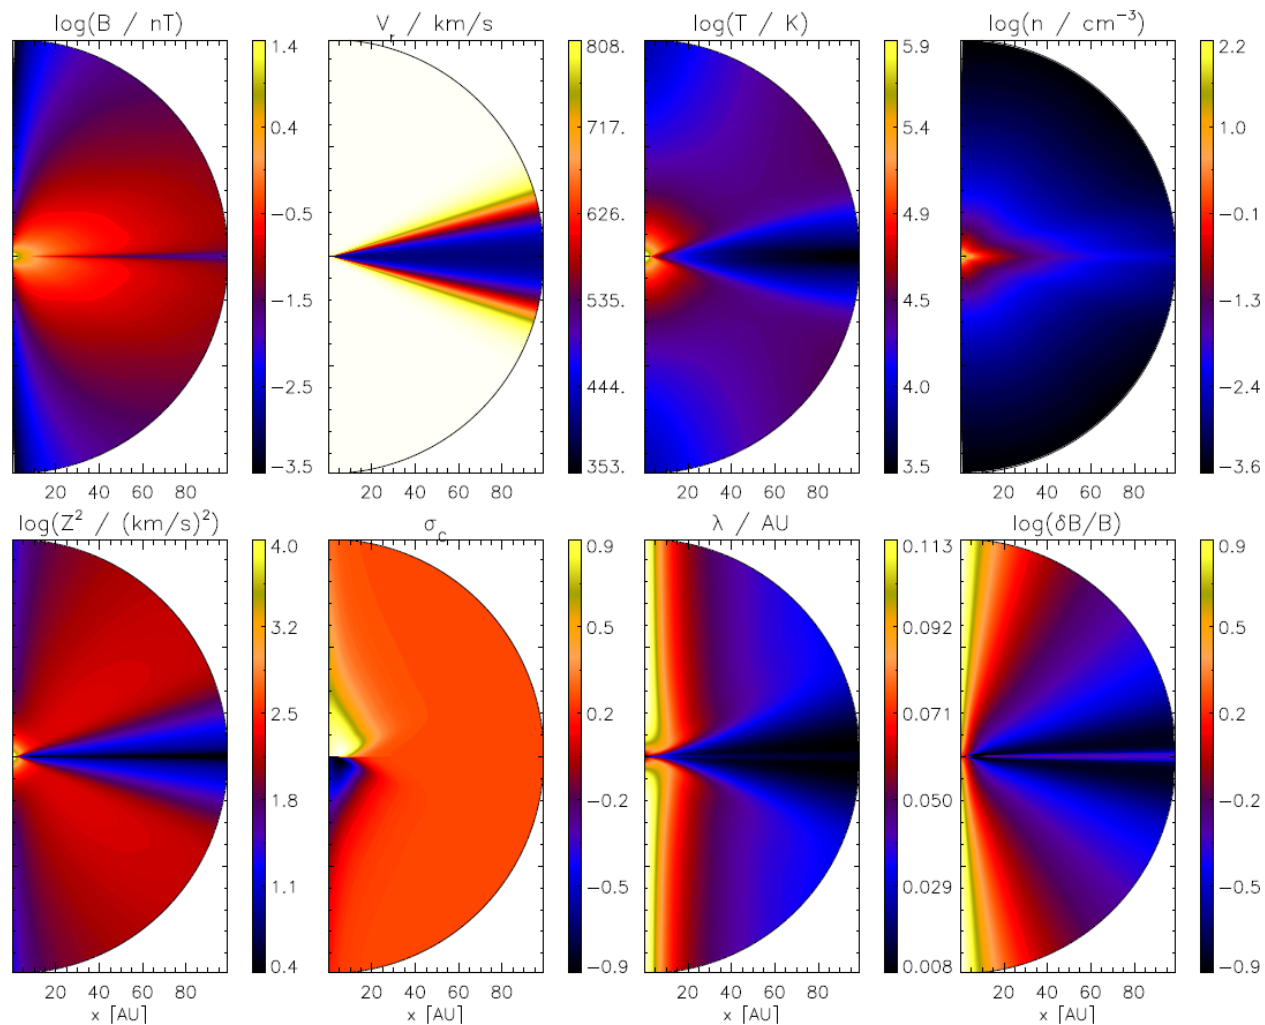 log(B / nT)
1.4
0.4
−0.5
−1.5
−2.5
−3.5
20 40 60 80
V_r / km/s
808.
717.
626.
535.
444.
353.
20 40 60 80
log(T / K)
5.9
5.4
4.9
4.5
4.0
3.5
20 40 60 80
log(n / cm⁻³)
2.2
1.0
−0.1
−1.3
−2.4
−3.6
20 40 60 80
log(Z² / (km/s)²)
4.0
3.2
2.5
1.8
1.1
0.4
20 40 60 80
x [AU]
σ_c
0.9
0.5
0.2
−0.2
−0.5
−0.9
20 40 60 80
x [AU]
λ / AU
0.113
0.092
0.071
0.050
0.029
0.008
20 40 60 80
x [AU]
log(δB/B)
0.9
0.5
0.2
−0.2
−0.5
−0.9
20 40 60 80
x [AU]